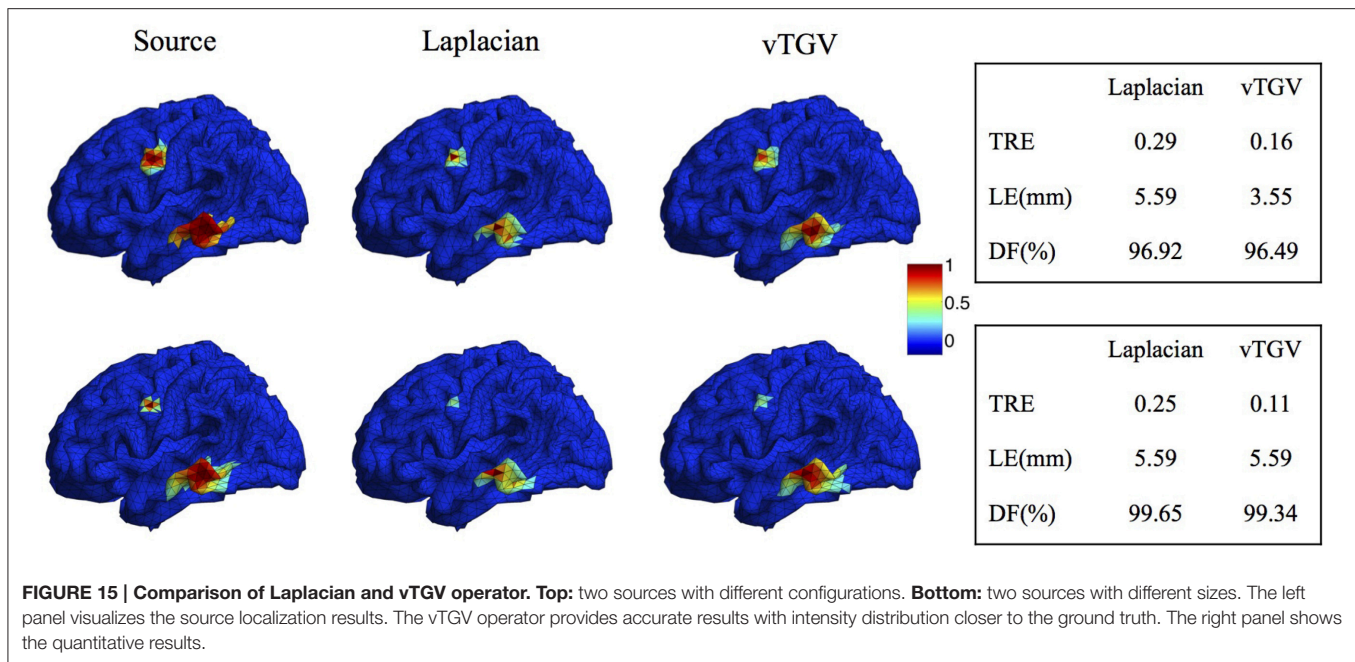 Source Laplacian vTGV
Laplacian vTGV
TRE 0.29 0.16
LE(mm) 5.59 3.55
DF(%) 96.92 96.49
1
0.5
0
Laplacian vTGV
TRE 0.25 0.11
LE(mm) 5.59 5.59
DF(%) 99.65 99.34
FIGURE 15 | Comparison of Laplacian and vTGV operator. Top: two sources with different configurations. Bottom: two sources with different sizes. The left
panel visualizes the source localization results. The vTGV operator provides accurate results with intensity distribution closer to the ground truth. The right panel shows
the quantitative results.